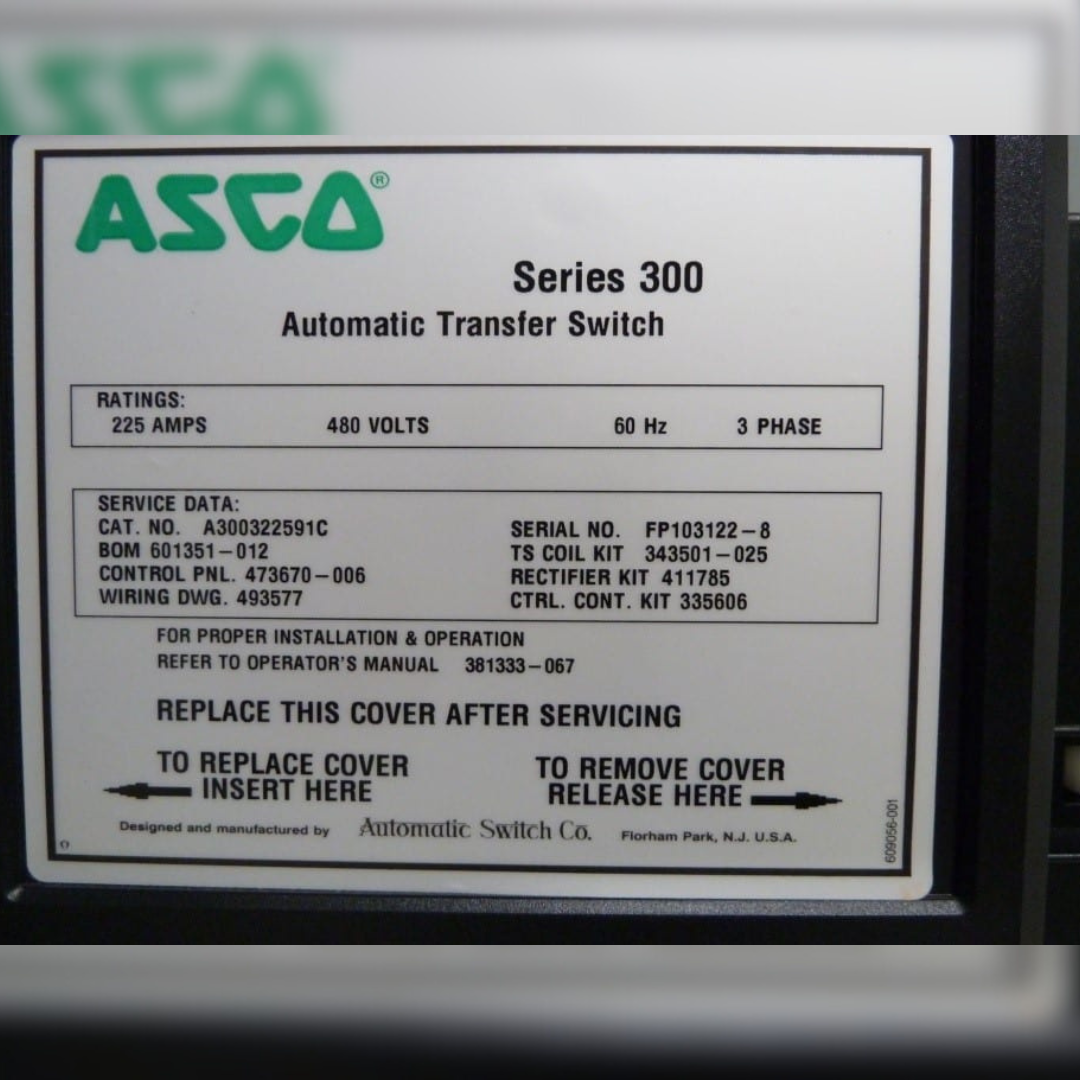 ASCO®
Series 300
Automatic Transfer Switch
RATINGS:
225 AMPS 480 VOLTS 60 Hz 3 PHASE
SERVICE DATA:
CAT. NO. A300322591C SERIAL NO. FP103122-8
BOM 601351-012 TS COIL KIT 343501-025
CONTROL PNL. 473670-006 RECTIFIER KIT 411785
WIRING DWG. 493577 CTRL. CONT. KIT 335606
FOR PROPER INSTALLATION & OPERATION
REFER TO OPERATOR'S MANUAL 381333-067
REPLACE THIS COVER AFTER SERVICING
TO REPLACE COVER TO REMOVE COVER
INSERT HERE RELEASE HERE
Designed and manufactured by Automatic Switch Co. Florham Park, N.J. U.S.A.
609056-001